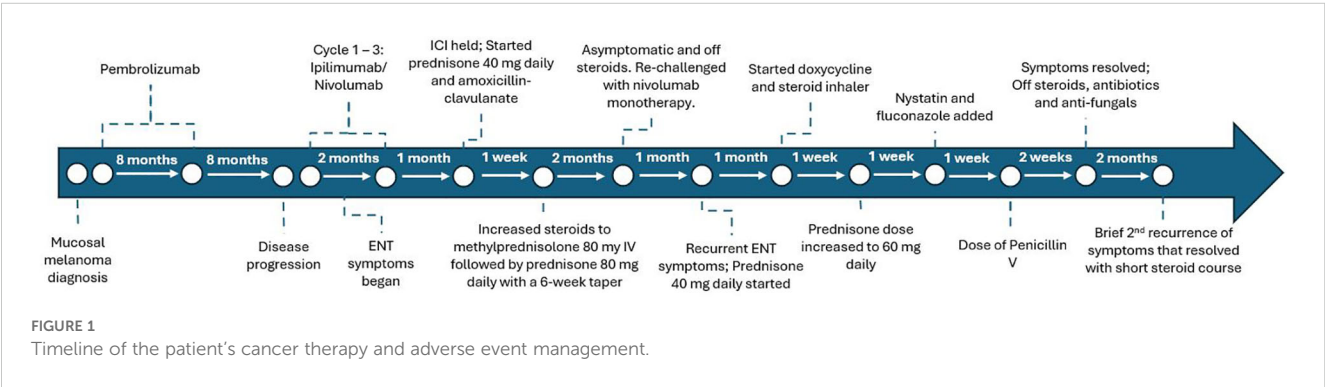 Pembrolizumab
Cycle 1 – 3:
Ipilimumab/
Nivolumab
ICI held; Started
prednisone 40 mg daily
and amoxicillin-
clavulanate
Asymptomatic and off
steroids. Re-challenged
with nivolumab
monotherapy.
Started doxycycline
and steroid inhaler
Nystatin and
fluconazole added
Symptoms resolved;
Off steroids, antibiotics
and anti-fungals
8 months
8 months
2 months
1 month
1 week
2 months
1 month
1 month
1 week
1 week
1 week
2 weeks
2 months
Mucosal
melanoma
diagnosis
Disease
progression
ENT
symptoms
began
Increased steroids to
methylprednisolone 80 my IV
followed by prednisone 80 mg
daily with a 6-week taper
Recurrent ENT
symptoms; Prednisone
40 mg daily started
Prednisone dose
increased to 60 mg
daily
Dose of Penicillin
V
Brief 2nd recurrence of
symptoms that resolved
with short steroid course
FIGURE 1
Timeline of the patient's cancer therapy and adverse event management.